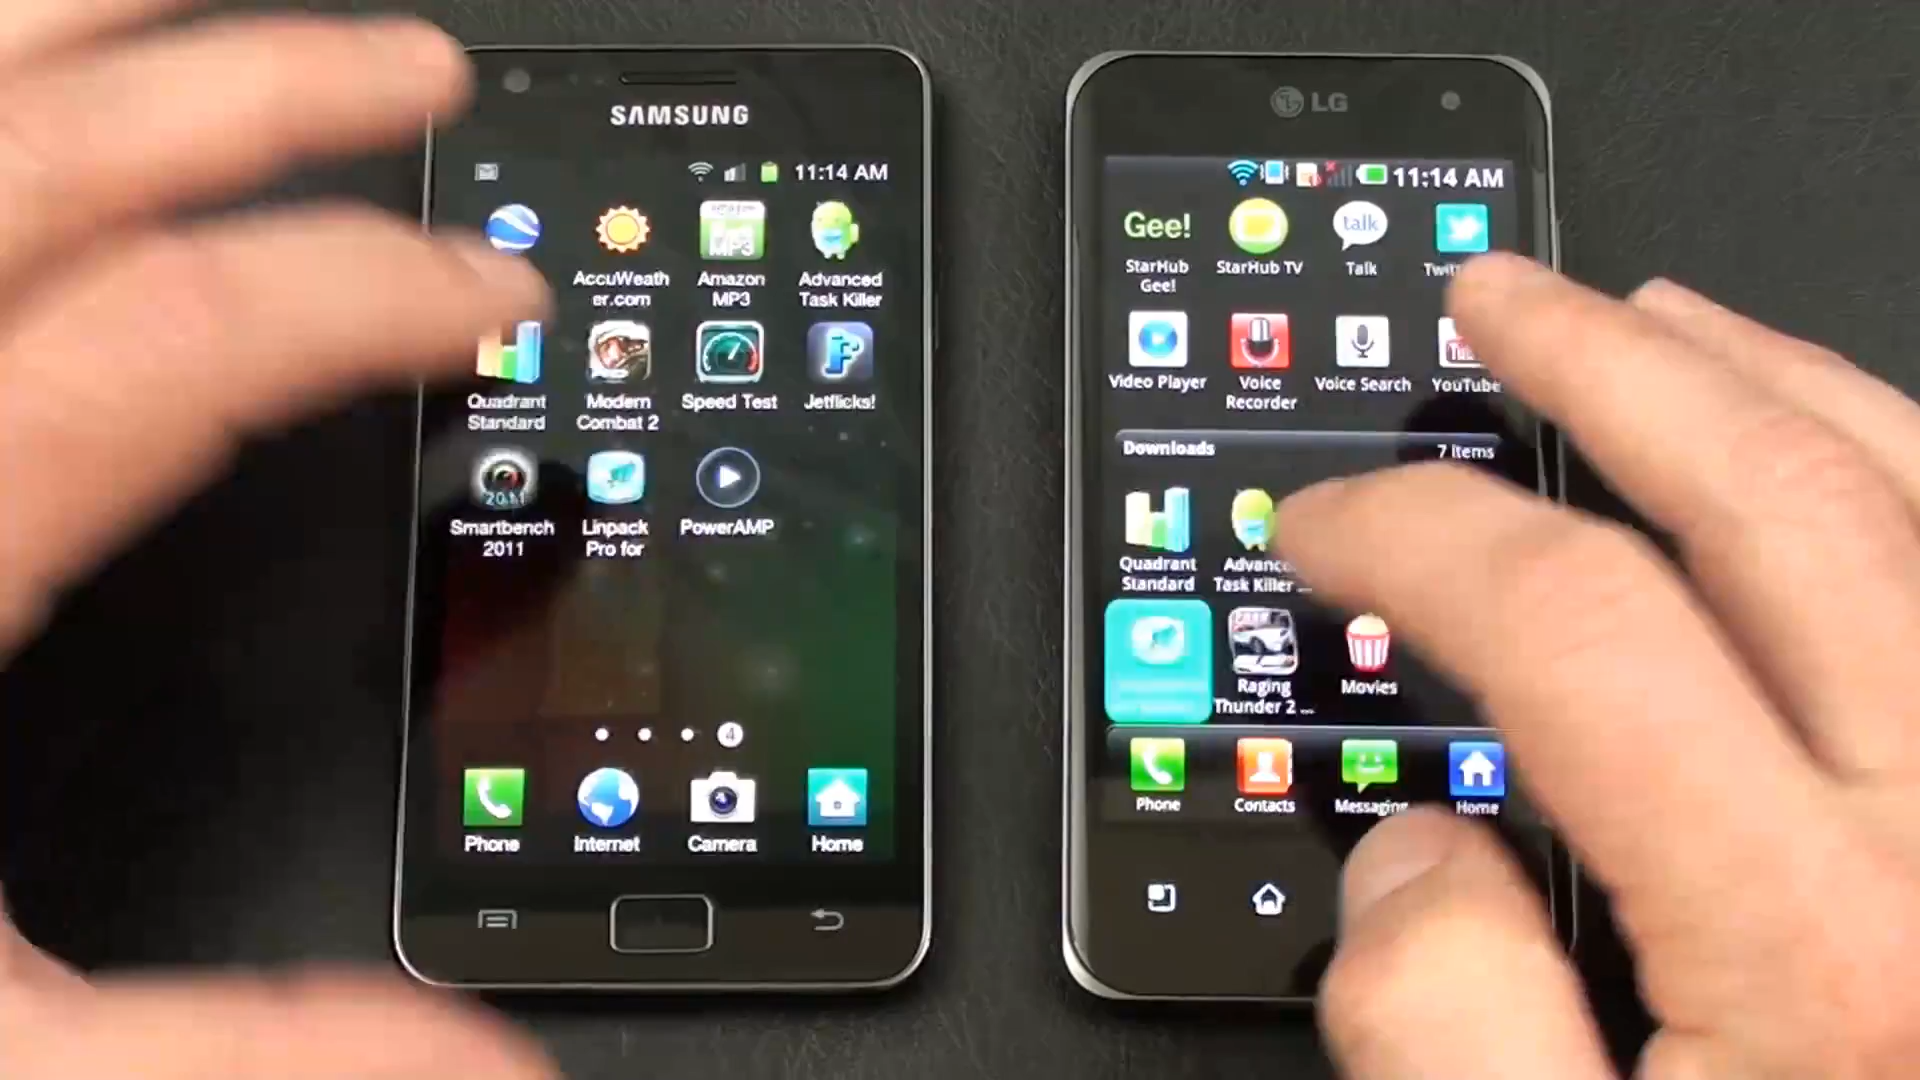 SAMSUNG
11:14 AM
AccuWeath
er.com
Amazon
MP3
Advanced
Task Killer
Quadrant
Standard
Modern
Combat 2
Speed Test
Jetflicks!
2011
Smartbench
2011
Linpack
Pro for
PowerAMP
4
Phone
Internet
Camera
Home
LG
11:14 AM
Gee!
talk
StarHub
Gee!
StarHub TV
Talk
Video Player
Voice
Recorder
Voice Search
YouTube
Downloads
7 items
Quadrant
Standard
Task Killer ...
Raging
Thunder 2 ...
Movies
Phone
Contacts
Messaging
Home